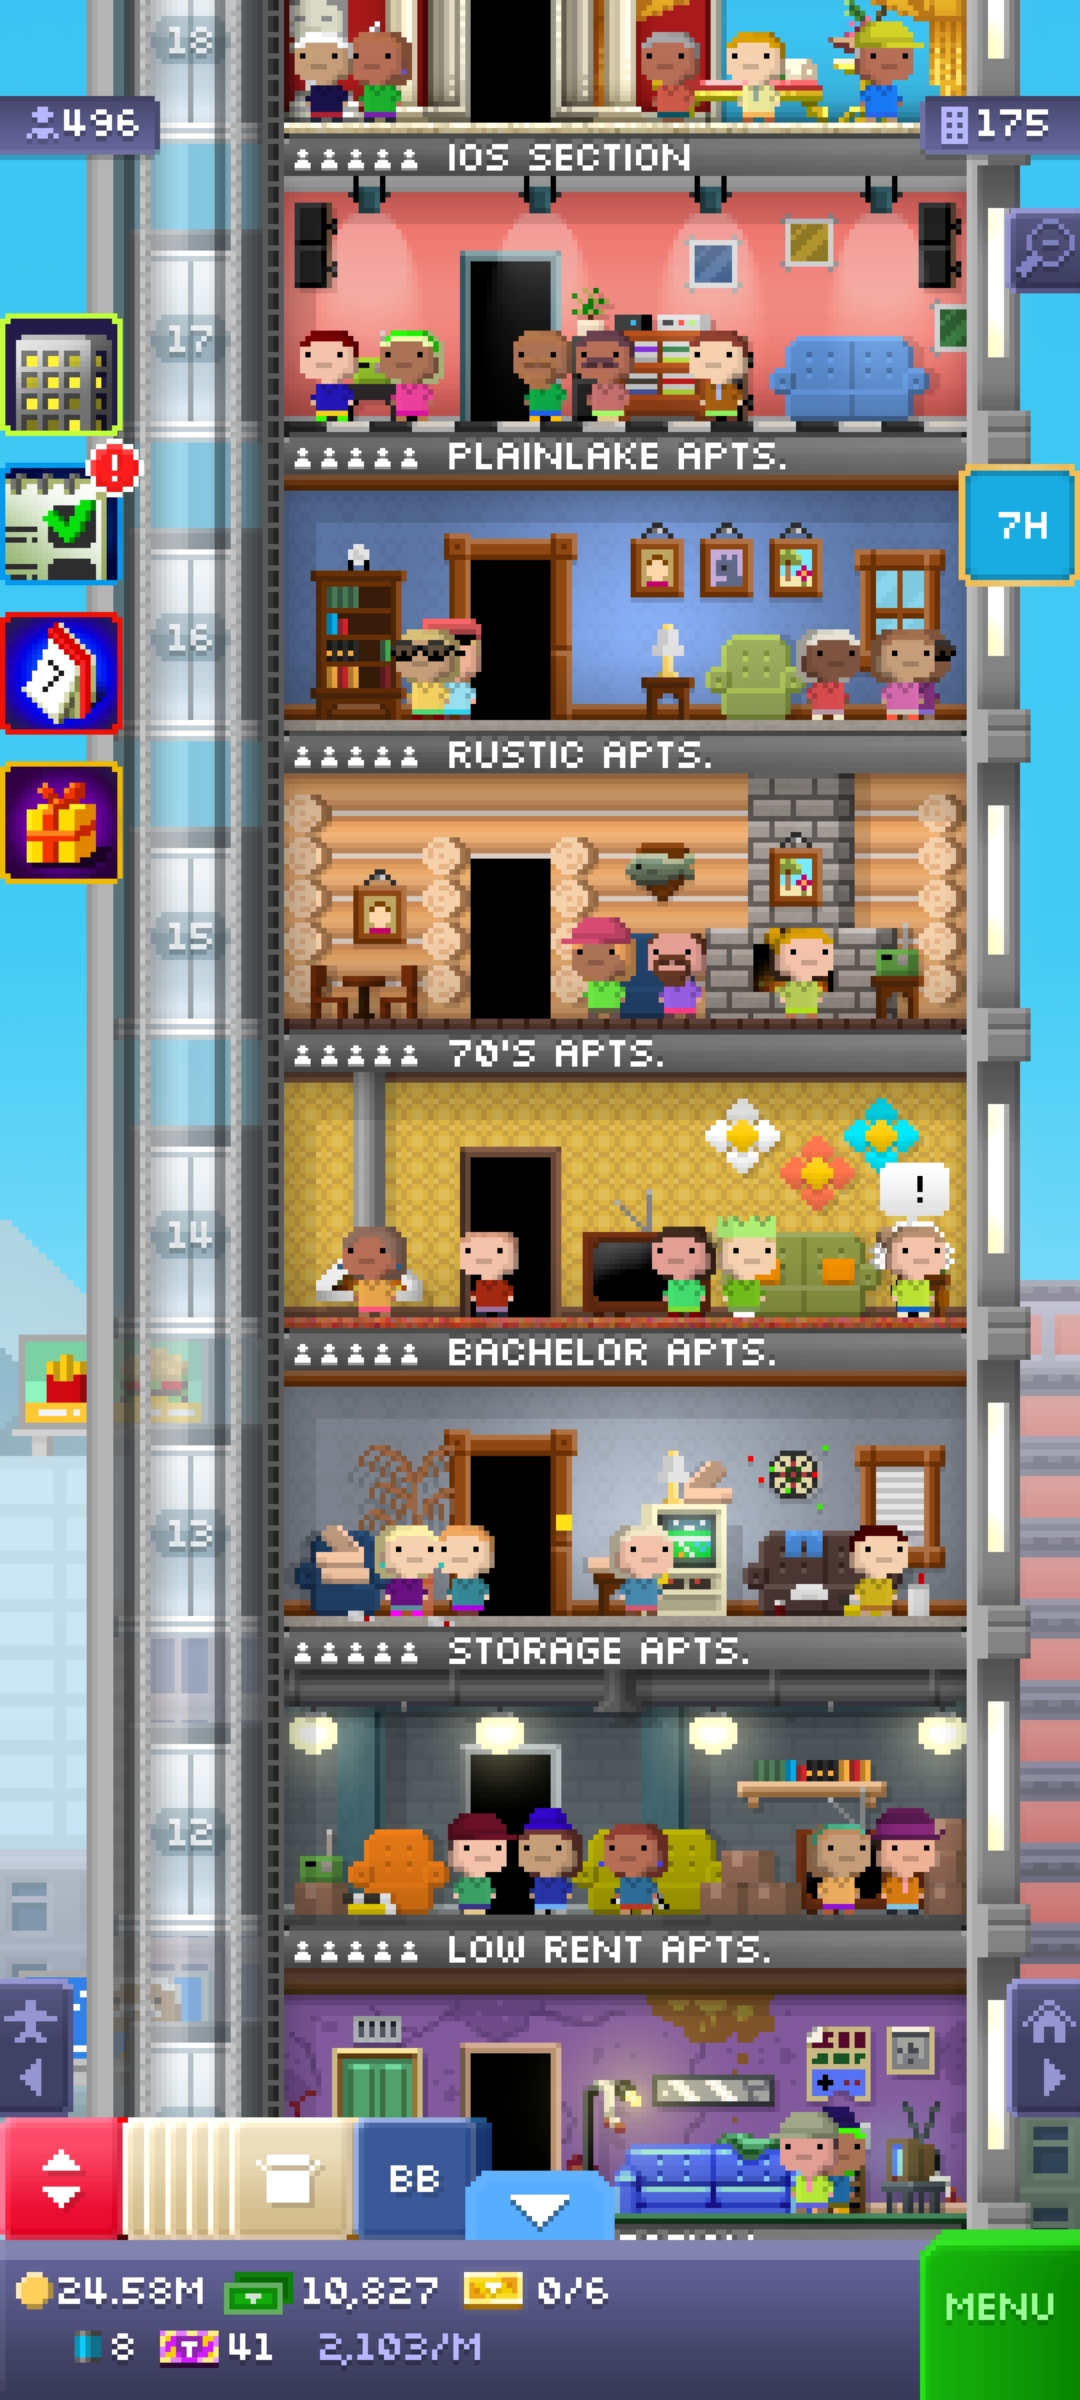 18
496
175
IOS SECTION
17
PLAINLAKE APTS.
!
7H
16
RUSTIC APTS.
15
70'S APTS.
!
14
BACHELOR APTS.
13
STORAGE APTS.
12
LOW RENT APTS.
BB
24.58M 10,827 0/6
MENU
8 41 2,103/M